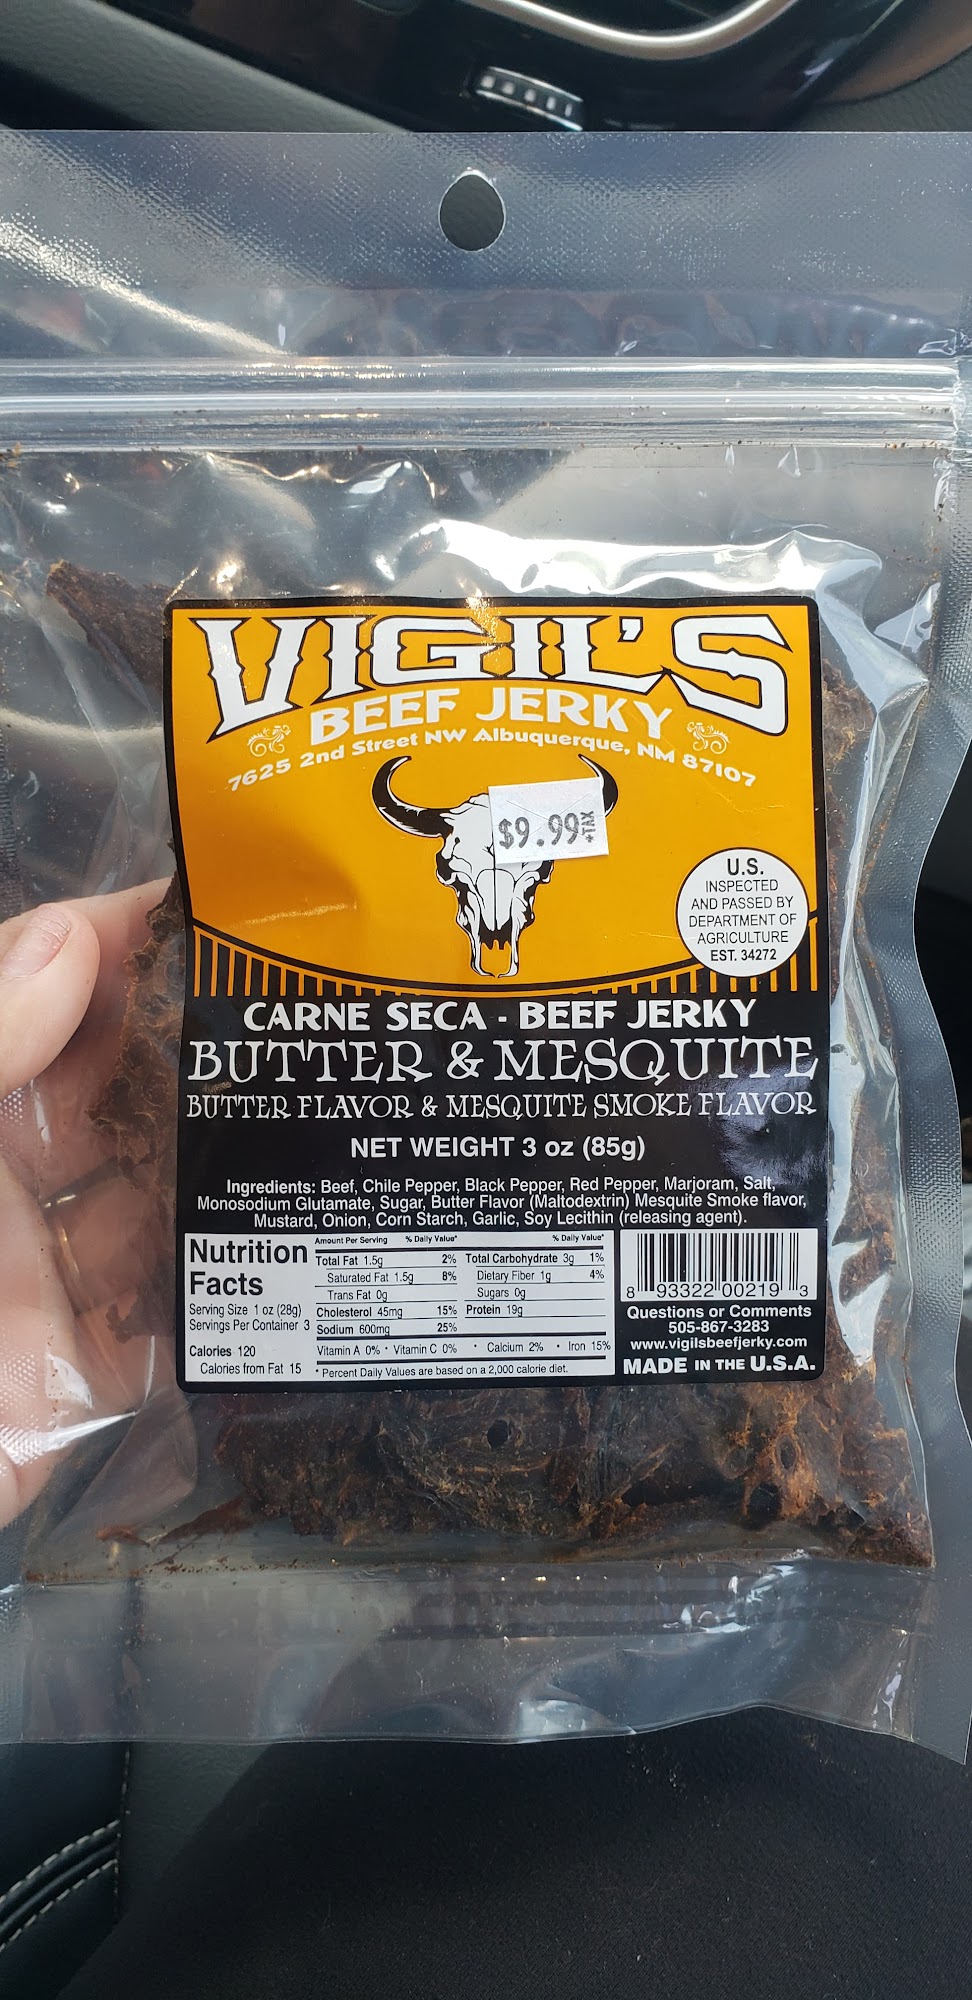 VIGIL'S
BEEF JERKY
7625 2nd Street NW Albuquerque, NM 87107
$9.99 +TAX
U.S.
INSPECTED
AND PASSED BY
DEPARTMENT OF
AGRICULTURE
EST. 34272
CARNE SECA - BEEF JERKY
BUTTER & MESQUITE
BUTTER FLAVOR & MESQUITE SMOKE FLAVOR
NET WEIGHT 3 oz (85g)
Ingredients: Beef, Chile Pepper, Black Pepper, Red Pepper, Marjoram, Salt,
Monosodium Glutamate, Sugar, Butter Flavor (Maltodextrin) Mesquite Smoke flavor,
Mustard, Onion, Corn Starch, Garlic, Soy Lecithin (releasing agent).
Nutrition
Facts
Serving Size 1 oz (28g)
Servings Per Container 3
Calories 120
Calories from Fat 15
Amount Per Serving % Daily Value* % Daily Value*
Total Fat 1.5g 2% Total Carbohydrate 3g 1%
Saturated Fat 1.5g 8% Dietary Fiber 1g 4%
Trans Fat 0g Sugars 0g
Cholesterol 45mg 15% Protein 19g
Sodium 600mg 25%
Vitamin A 0% • Vitamin C 0% • Calcium 2% • Iron 15%
* Percent Daily Values are based on a 2,000 calorie diet.
8 93322 00219 3
Questions or Comments
505-867-3283
www.vigilsbeefjerky.com
MADE IN THE U.S.A.